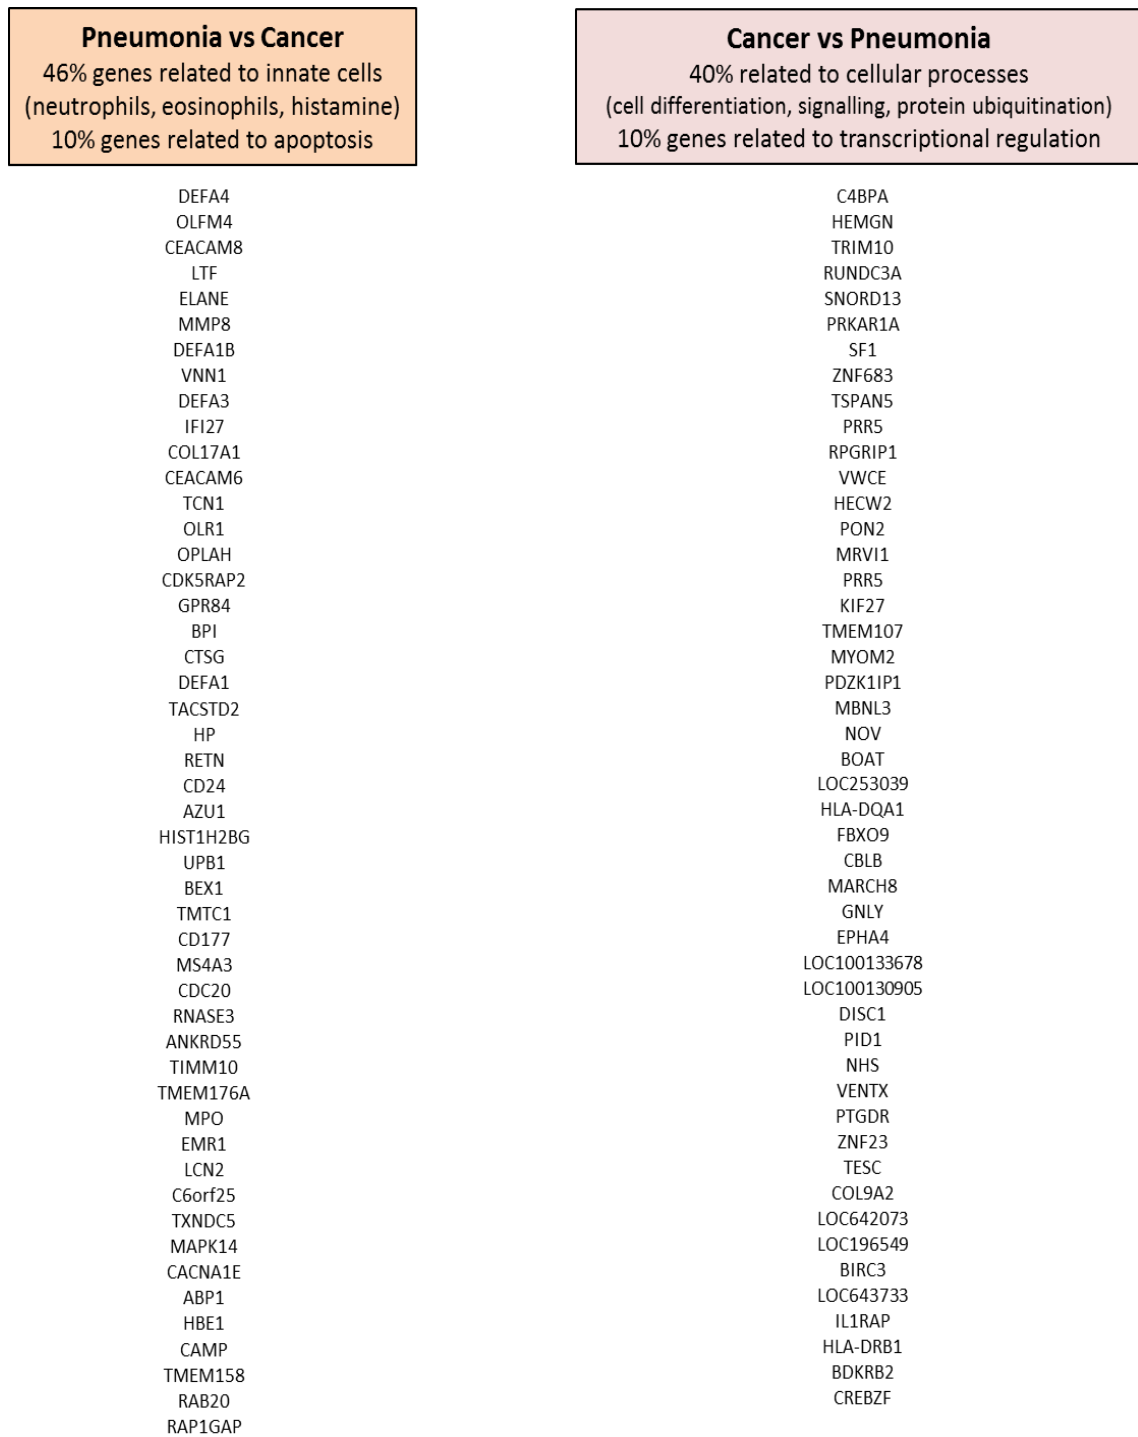 Pneumonia vs Cancer
46% genes related to innate cells
(neutrophils, eosinophils, histamine)
10% genes related to apoptosis
DEFA4
OLFM4
CEACAM8
LTF
ELANE
MMP8
DEFA1B
VNN1
DEFA3
IFI27
COL17A1
CEACAM6
TCN1
OLR1
OPLAH
CDK5RAP2
GPR84
BPI
CTSG
DEFA1
TACSTD2
HP
RETN
CD24
AZU1
HIST1H2BG
UPB1
BEX1
TMTC1
CD177
MS4A3
CDC20
RNASE3
ANKRD55
TIMM10
TMEM176A
MPO
EMR1
LCN2
C6orf25
TXNDC5
MAPK14
CACNA1E
ABP1
HBE1
CAMP
TMEM158
RAB20
RAP1GAP
Cancer vs Pneumonia
40% related to cellular processes
(cell differentiation, signalling, protein ubiquitination)
10% genes related to transcriptional regulation
C4BPA
HEMGN
TRIM10
RUNDC3A
SNORD13
PRKAR1A
SF1
ZNF683
TSPAN5
PRR5
RPGRIP1
VWCE
HECW2
PON2
MRVI1
PRR5
KIF27
TMEM107
MYOM2
PDZK1IP1
MBNL3
NOV
BOAT
LOC253039
HLA-DQA1
FBXO9
CBLB
MARCH8
GNLY
EPHA4
LOC100133678
LOC100130905
DISC1
PID1
NHS
VENTX
PTGDR
ZNF23
TESC
COL9A2
LOC642073
LOC196549
BIRC3
LOC643733
IL1RAP
HLA-DRB1
BDKRB2
CREBZF